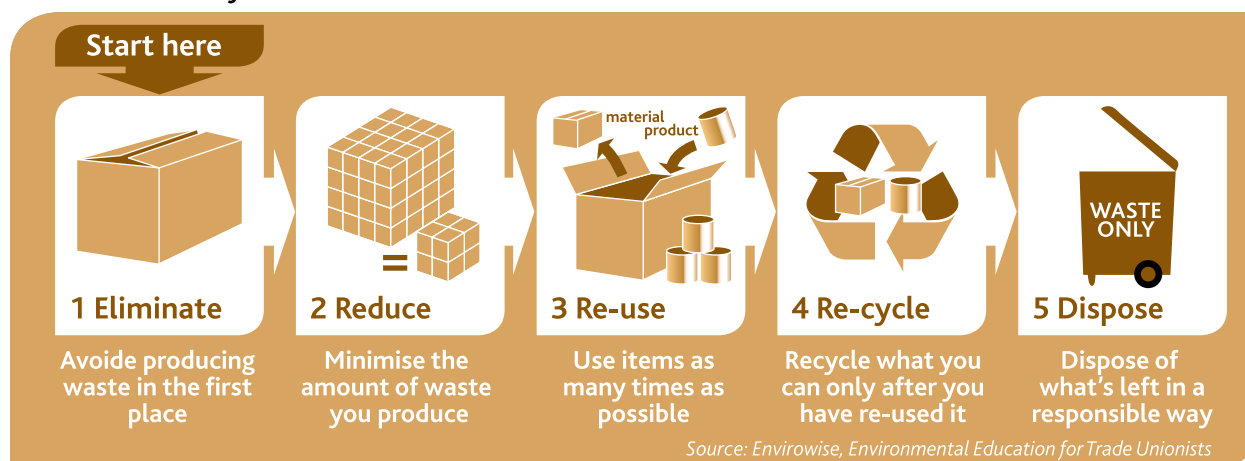 Start here
material
product
WASTE
ONLY
1 Eliminate
2 Reduce
3 Re-use
4 Re-cycle
5 Dispose
Avoide producing
waste in the first
place
Minimise the
amount of waste
you produce
Use items as
many times as
possible
Recycle what you
can only after you
have re-used it
Dispose of
what's left in a
responsible way
Source: Envirowise, Environmental Education for Trade Unionists